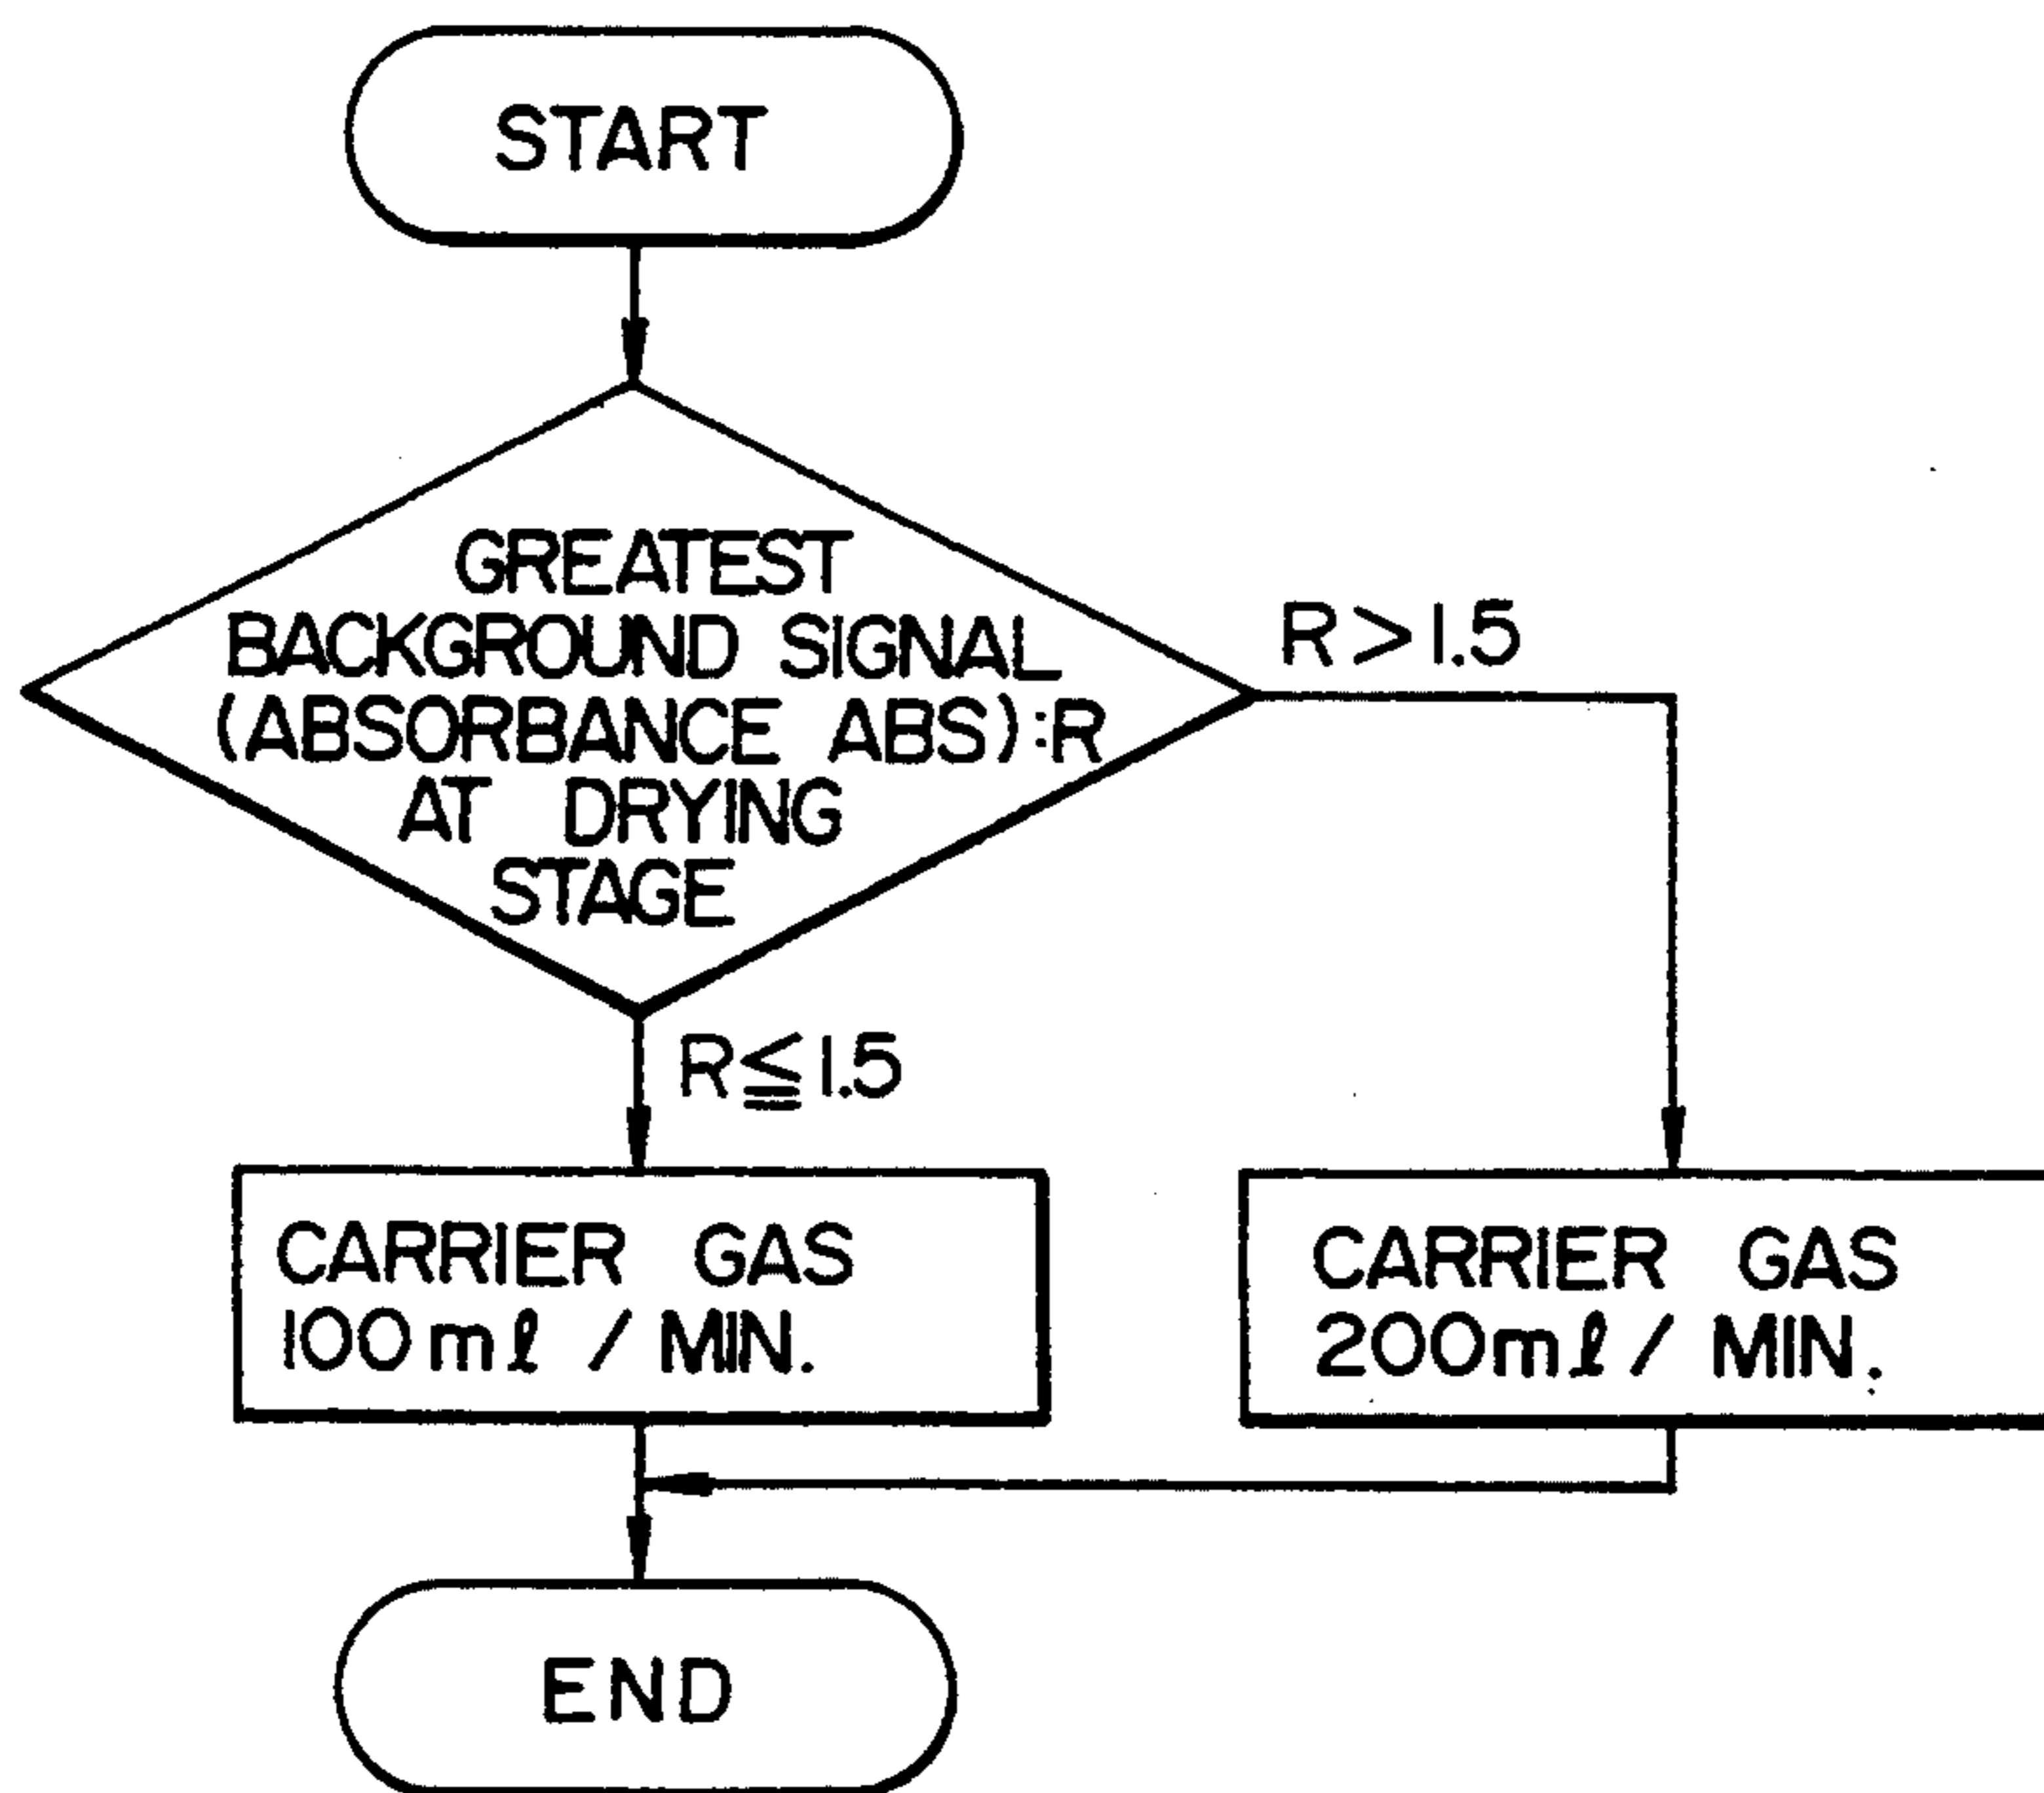 START
GREATEST
BACKGROUND SIGNAL
(ABSORBANCE ABS):R
AT DRYING
STAGE
R>1.5
R≦1.5
CARRIER GAS
100ml / MIN.
CARRIER GAS
200ml / MIN.
END